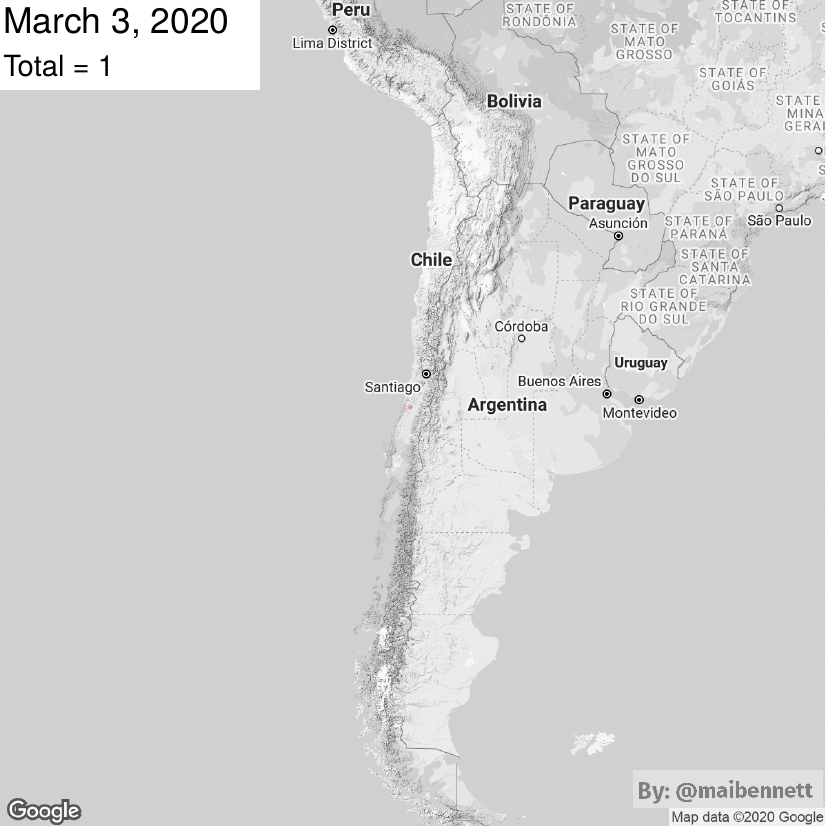 March 3, 2020
Total = 1
Peru
Lima District
STATE OF
RONDÔNIA
STATE OF
TOCANTINS
STATE OF
MATO
GROSSO
STATE OF
GOIÁS
Bolivia
STATE
MINA
GERAI
STATE OF
MATO
GROSSO
DO SUL
STATE OF
SÃO PAULO
São Paulo
Paraguay
Asunción
STATE OF
PARANÁ
Chile
STATE OF
SANTA
CATARINA
STATE OF
RIO GRANDE
DO SUL
Córdoba
Uruguay
Santiago
Buenos Aires
Argentina
Montevideo
By: @maibennett
Google
Map data ©2020 Google